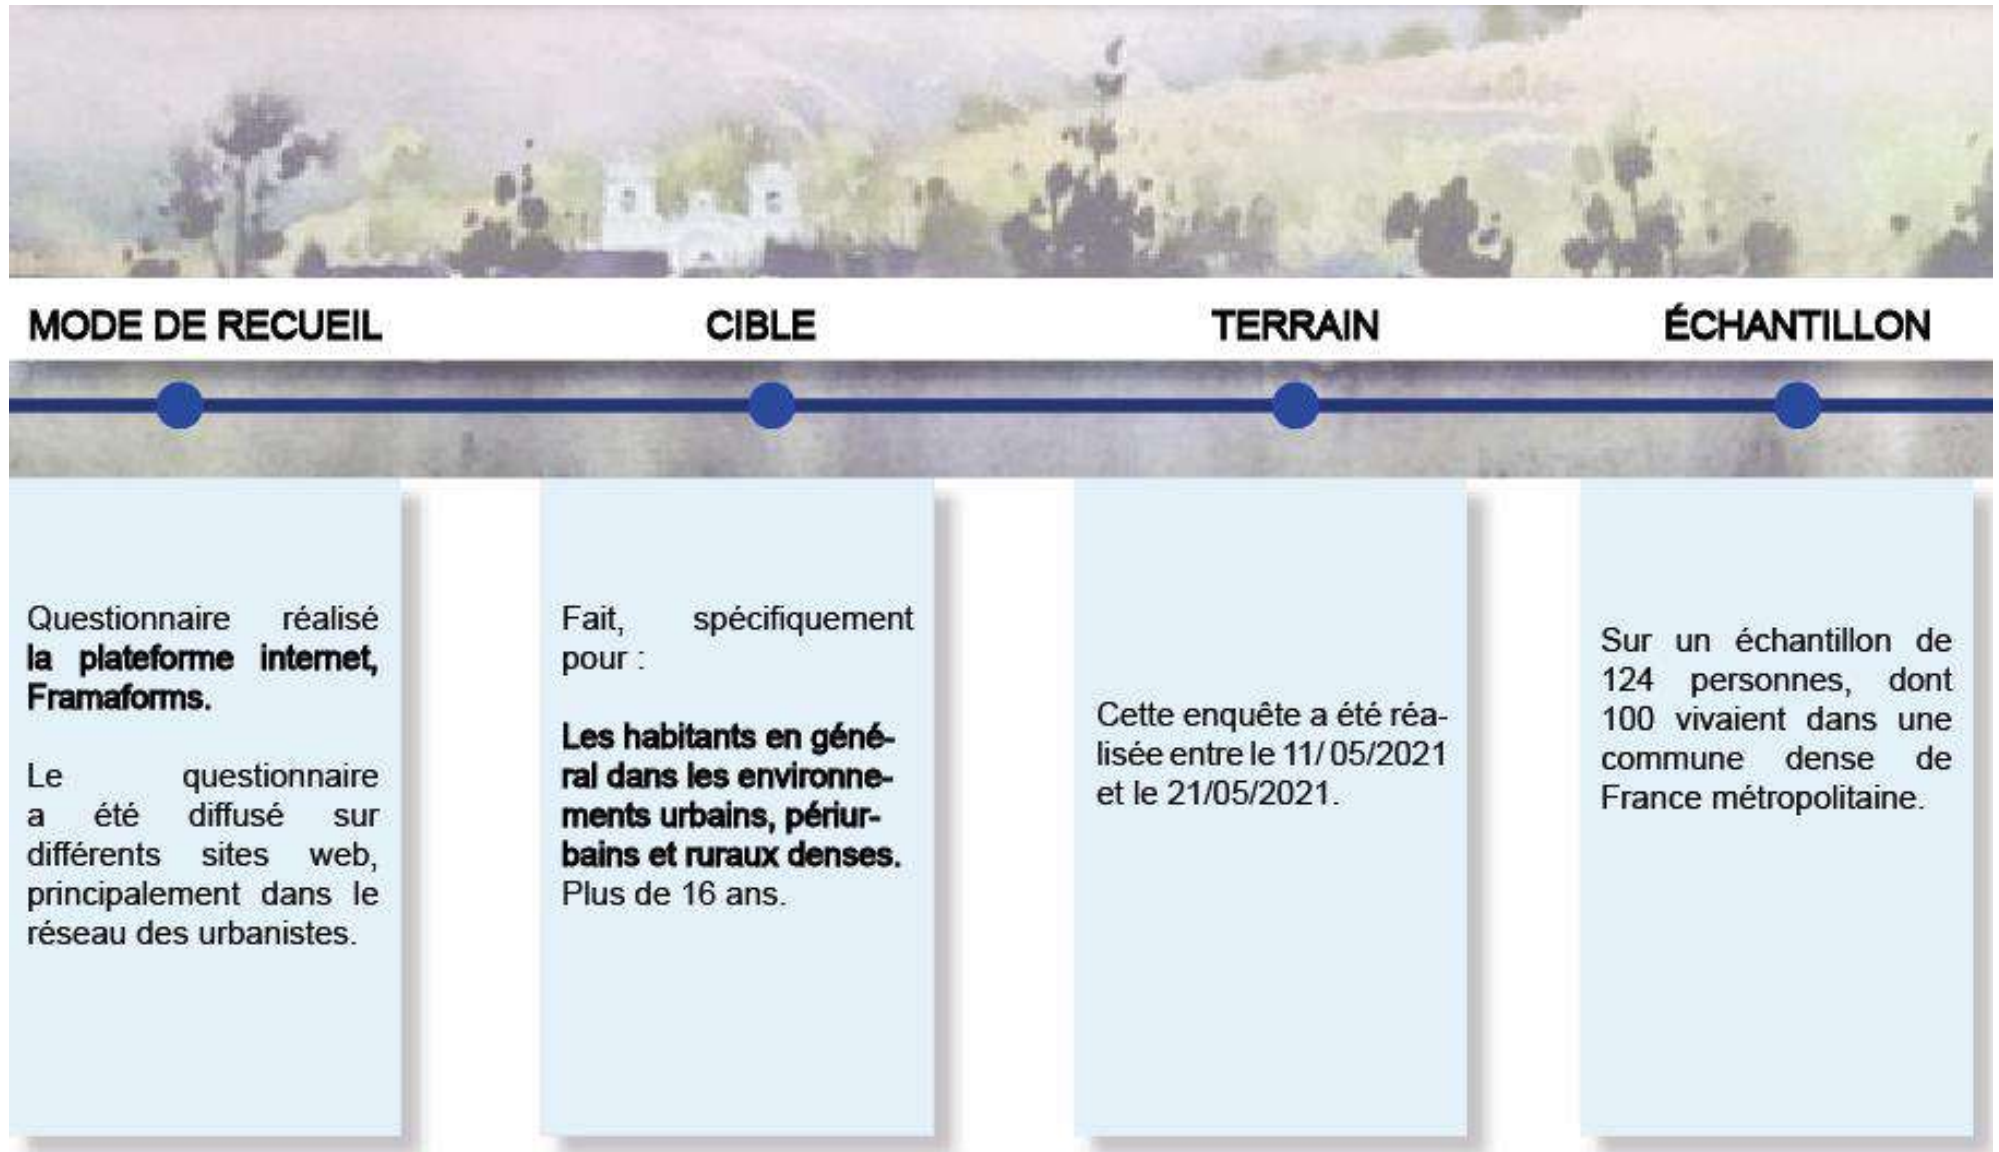 MODE DE RECUEIL
CIBLE
TERRAIN
ÉCHANTILLON
Questionnaire réalisé
la plateforme internet,
Framaforms.
Le questionnaire
a été diffusé sur
différents sites web,
principalement dans le
réseau des urbanistes.
Fait, spécifiquement
pour :
Les habitants en géné-
ral dans les environne-
ments urbains, périur-
bains et ruraux denses.
Plus de 16 ans.
Cette enquête a été réa-
lisée entre le 11/ 05/2021
et le 21/05/2021.
Sur un échantillon de
124 personnes, dont
100 vivaient dans une
commune dense de
France métropolitaine.